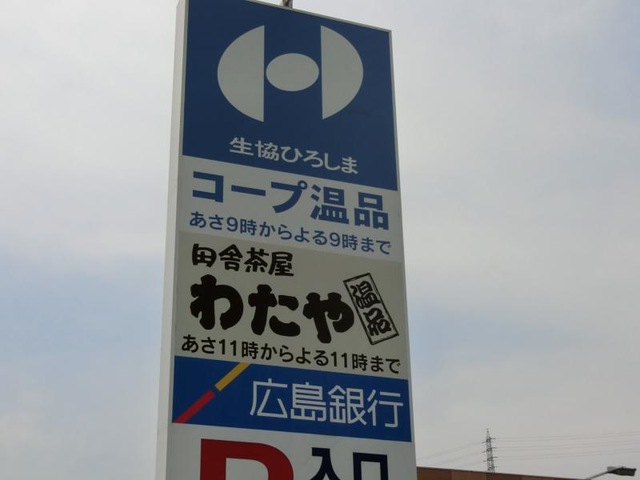 生協ひろしま
コープ温品
あさ9時からよる9時まで
田舎茶屋
わたや
温品
あさ11時からよる11時まで
広島銀行
P 入口